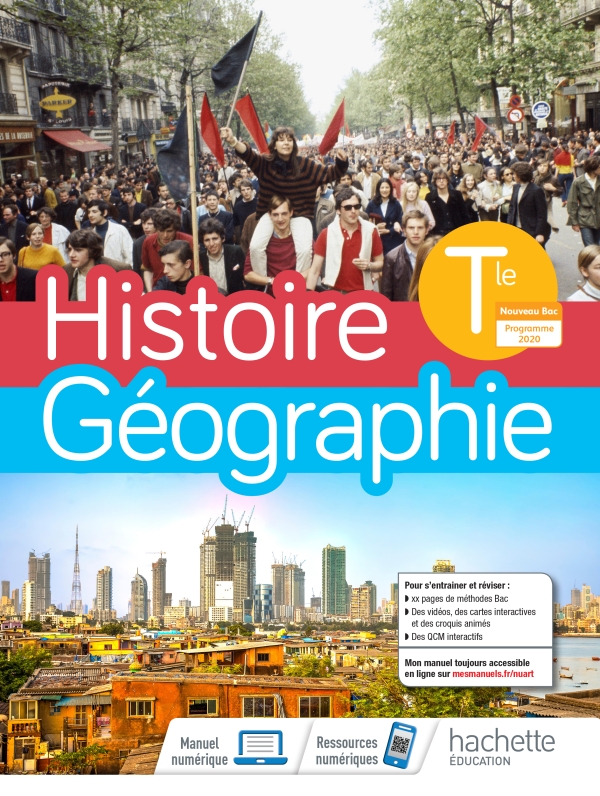 BARKER
Histoire
Géographie
Tle
Nouveau Bac
Programme
2020
Pour s'entrainer et réviser :
xx pages de méthodes Bac
Des vidéos, des cartes interactives
et des croquis animés
Des QCM interactifs
Mon manuel toujours accessible
en ligne sur mesmanuels.fr/nuart
Manuel
numérique
Ressources
numériques
hachette
ÉDUCATION